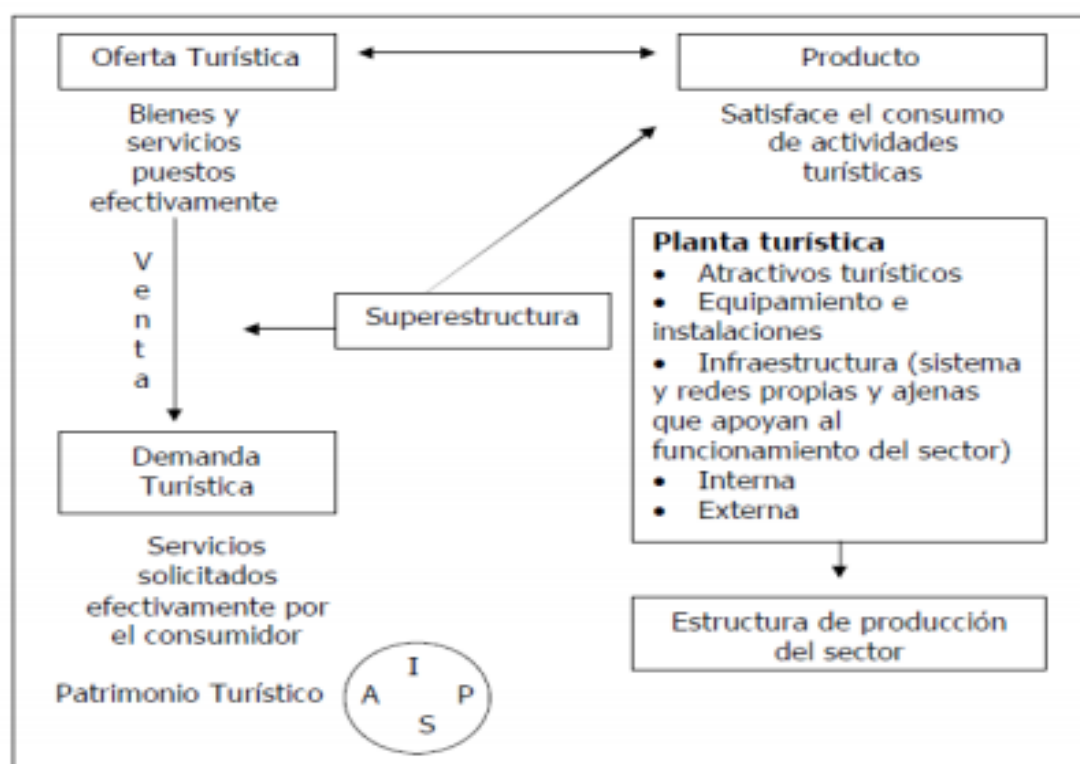 Oferta Turística
Bienes y
servicios
puestos
efectivamente
V
e
n
t
a
Demanda
Turística
Servicios
solicitados
efectivamente por
el consumidor
Patrimonio Turístico
I
A P
S
Superestructura
Producto
Satisface el consumo
de actividades
turísticas
Planta turística
• Atractivos turísticos
• Equipamiento e
instalaciones
• Infraestructura (sistema
y redes propias y ajenas
que apoyan al
funcionamiento del sector)
• Interna
• Externa
Estructura de producción
del sector